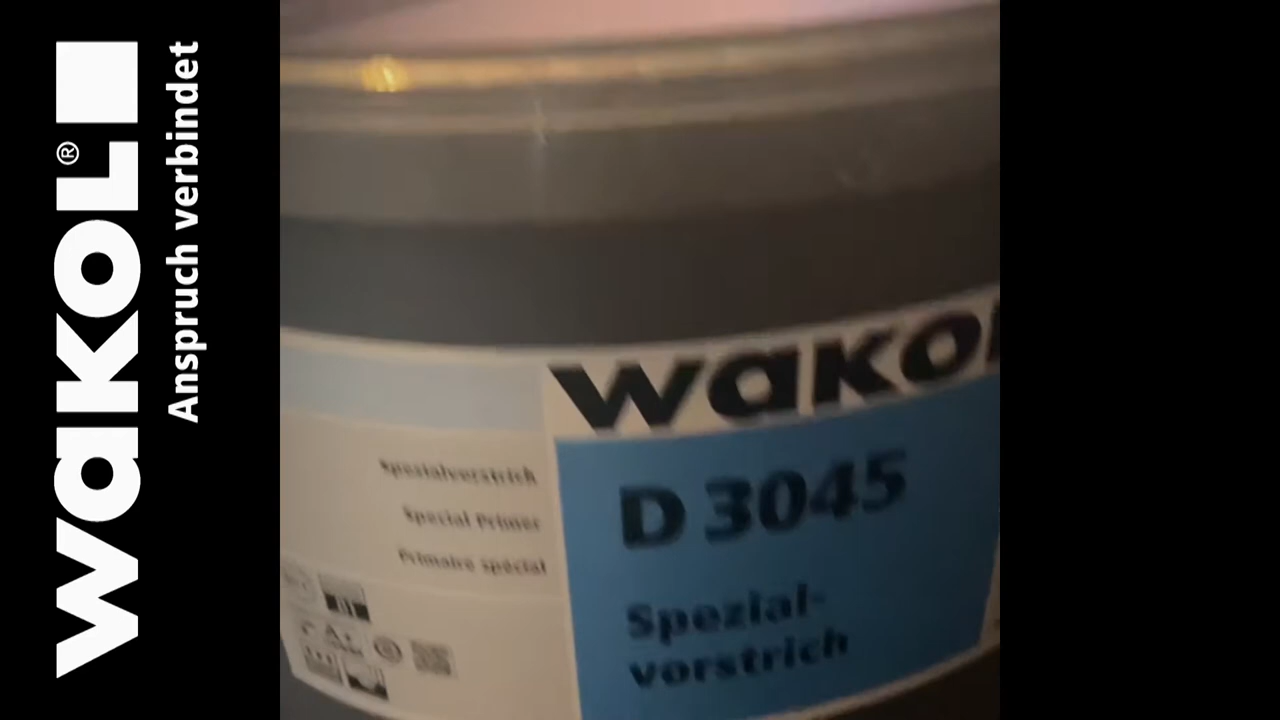 WAKOL®
Anspruch verbindet
WAKOL
D 3045
Spezial-
vorstrich
Spezialvorstrich
Special Primer
Primaire spécial